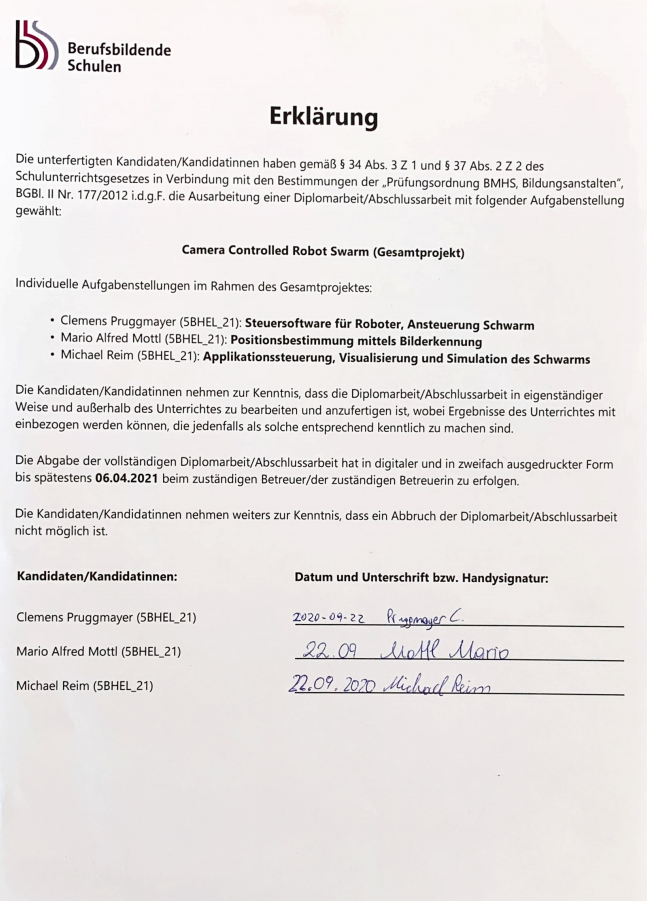 bs Berufsbildende
Schulen
Erklärung
Die unterfertigten Kandidaten/Kandidatinnen haben gemäß § 34 Abs. 3 Z 1 und § 37 Abs. 2 Z 2 des
Schulunterrichtsgesetzes in Verbindung mit den Bestimmungen der „Prüfungsordnung BMHS, Bildungsanstalten“,
BGBl. II Nr. 177/2012 i.d.g.F. die Ausarbeitung einer Diplomarbeit/Abschlussarbeit mit folgender Aufgabenstellung
gewählt:
Camera Controlled Robot Swarm (Gesamtprojekt)
Individuelle Aufgabenstellungen im Rahmen des Gesamtprojektes:
• Clemens Pruggmayer (5BHEL_21): Steuersoftware für Roboter, Ansteuerung Schwarm
• Mario Alfred Mottl (5BHEL_21): Positionsbestimmung mittels Bilderkennung
• Michael Reim (5BHEL_21): Applikationssteuerung, Visualisierung und Simulation des Schwarms
Die Kandidaten/Kandidatinnen nehmen zur Kenntnis, dass die Diplomarbeit/Abschlussarbeit in eigenständiger
Weise und außerhalb des Unterrichtes zu bearbeiten und anzufertigen ist, wobei Ergebnisse des Unterrichtes mit
einbezogen werden können, die jedenfalls als solche entsprechend kenntlich zu machen sind.
Die Abgabe der vollständigen Diplomarbeit/Abschlussarbeit hat in digitaler und in zweifach ausgedruckter Form
bis spätestens 06.04.2021 beim zuständigen Betreuer/der zuständigen Betreuerin zu erfolgen.
Die Kandidaten/Kandidatinnen nehmen weiters zur Kenntnis, dass ein Abbruch der Diplomarbeit/Abschlussarbeit
nicht möglich ist.
Kandidaten/Kandidatinnen: Datum und Unterschrift bzw. Handysignatur:
Clemens Pruggmayer (5BHEL_21) 2020-09-22 Pruggmayer C.
Mario Alfred Mottl (5BHEL_21) 22.09 Mottl Mario
Michael Reim (5BHEL_21) 22.09.2020 Michael Reim